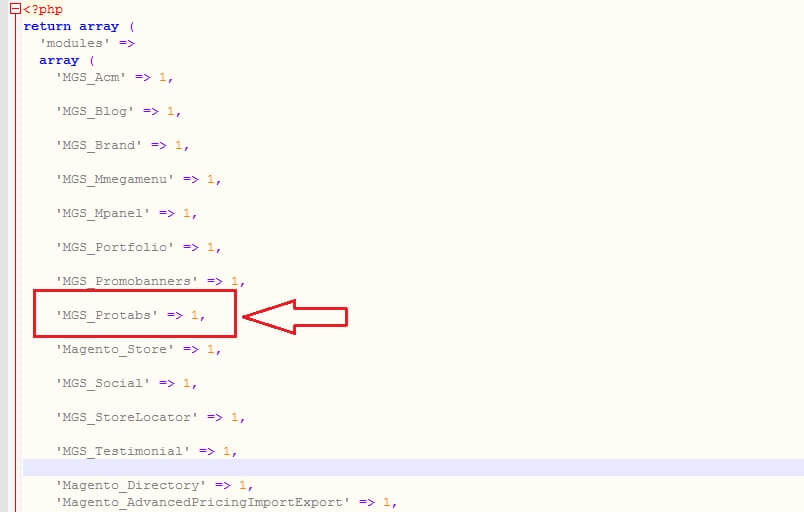 <?php
return array (
'modules' =>
array (
'MGS_Acm' => 1,
'MGS_Blog' => 1,
'MGS_Brand' => 1,
'MGS_Mmegamenu' => 1,
'MGS_Mpanel' => 1,
'MGS_Portfolio' => 1,
'MGS_Promobanners' => 1,
'MGS_Protabs' => 1,
'Magento_Store' => 1,
'MGS_Social' => 1,
'MGS_StoreLocator' => 1,
'MGS_Testimonial' => 1,
'Magento_Directory' => 1,
'Magento_AdvancedPricingImportExport' => 1,